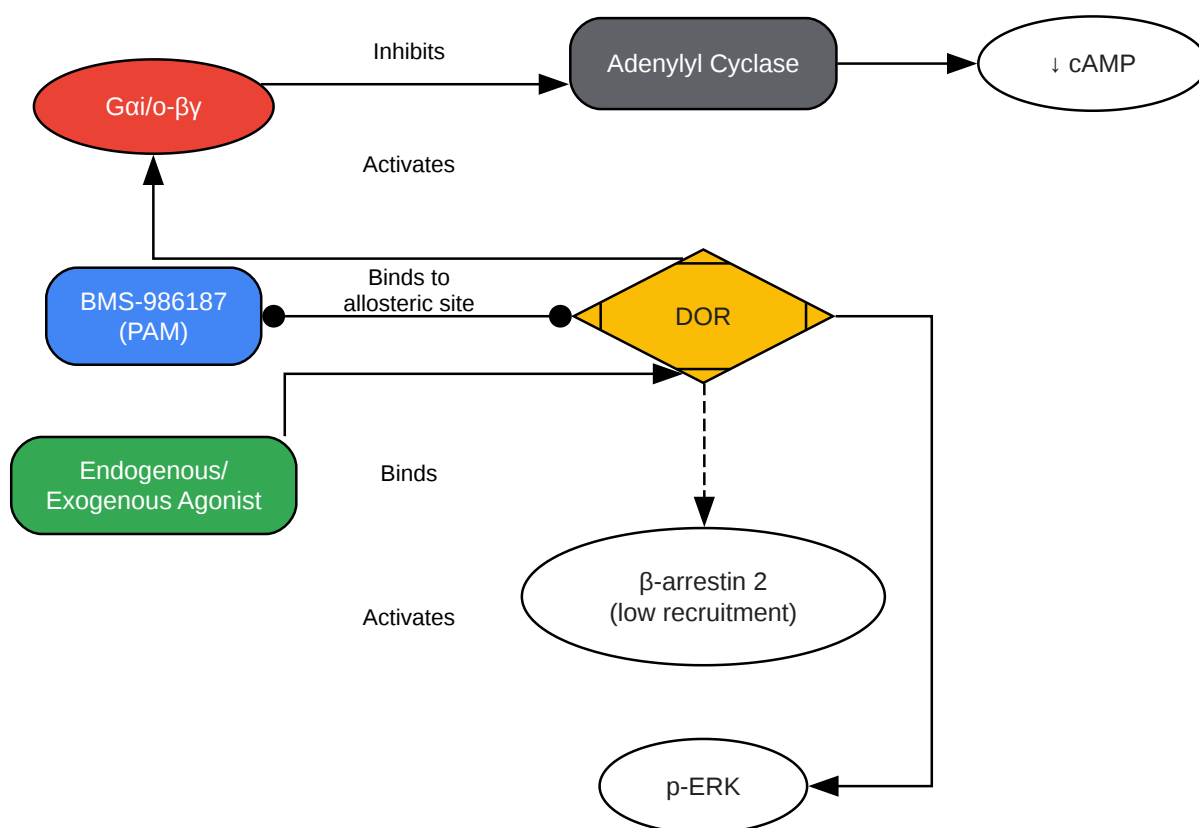 Inhibits
Adenylyl Cyclase
↓ cAMP
Gαi/o-βγ
Activates
Binds to
allosteric site
BMS-986187
(PAM)
DOR
Endogenous/
Exogenous Agonist
Binds
β-arrestin 2
(low recruitment)
Activates
p-ERK